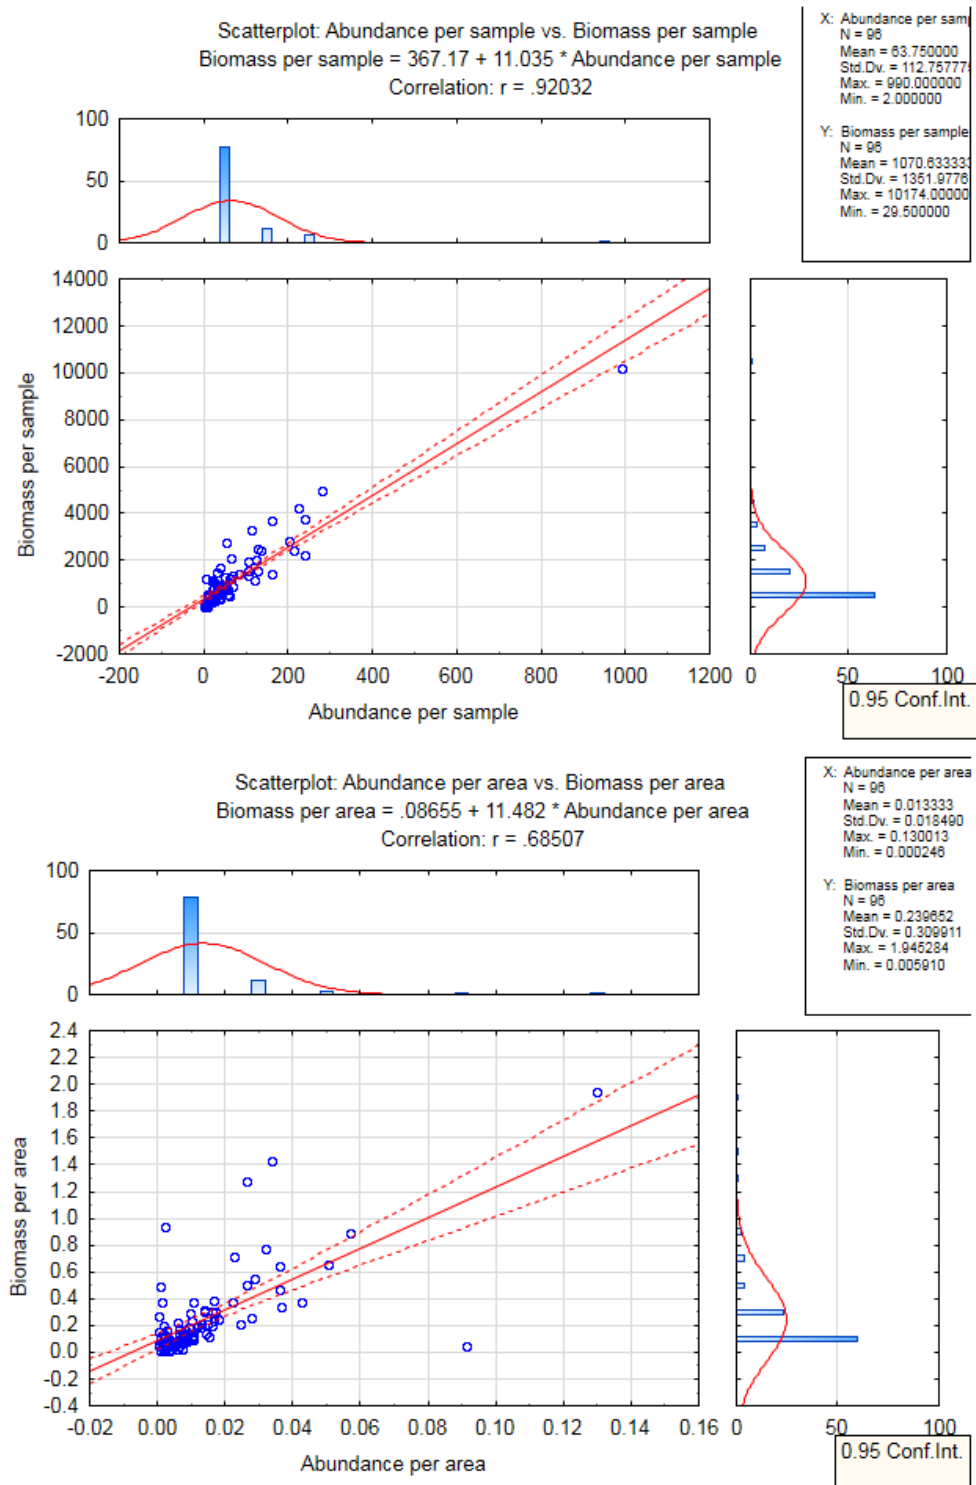 Scatterplot: Abundance per sample vs. Biomass per sample
Biomass per sample = 367.17 + 11.035 * Abundance per sample
Correlation: r = .92032
X: Abundance per
N = 96
Mean = 63.750000
Std.Dv. = 112.757775
Max. = 990.000000
Min. = 2.000000
Y: Biomass per sample
N = 96
Mean = 1070.633333
Std.Dv. = 1351.9776
Max. = 10174.00000
Min. = 29.500000
100
50
0
14000
12000
10000
8000
6000
4000
2000
0
-2000
Biomass per sample
-200 0 200 400 600 800 1000 1200
0 50 100
Abundance per sample
0.95 Conf.Int.
Scatterplot: Abundance per area vs. Biomass per area
Biomass per area = .08655 + 11.482 * Abundance per area
Correlation: r = .68507
X: Abundance per area
N = 96
Mean = 0.013333
Std.Dv. = 0.018490
Max. = 0.130013
Min. = 0.000246
Y: Biomass per area
N = 96
Mean = 0.239652
Std.Dv. = 0.309911
Max. = 1.945284
Min. = 0.005910
100
50
0
2.4
2.2
2.0
1.8
1.6
1.4
1.2
1.0
0.8
0.6
0.4
0.2
0.0
-0.2
-0.4
Biomass per area
-0.02 0.00 0.02 0.04 0.06 0.08 0.10 0.12 0.14 0.16
0 50 100
Abundance per area
0.95 Conf.Int.